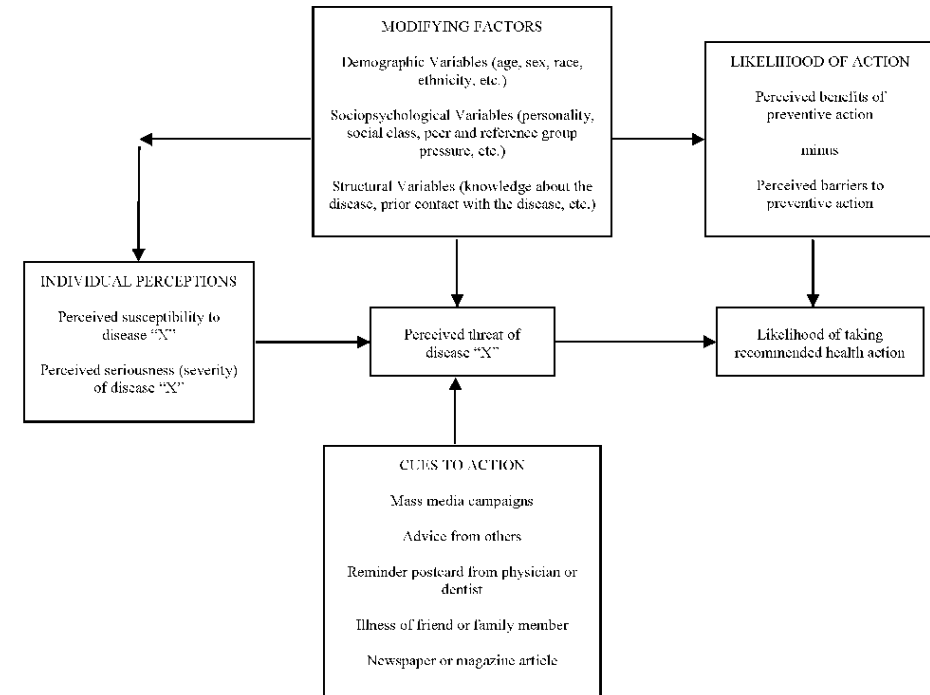 MODIFYING FACTORS
Demographic Variables (age, sex, race,
ethnicity, etc.)
Sociopsychological Variables (personality,
social class, peer and reference group
pressure, etc.)
Structural Variables (knowledge about the
disease, prior contact with the disease, etc.)
LIKELIHOOD OF ACTION
Perceived benefits of
preventive action
minus
Perceived barriers to
preventive action
INDIVIDUAL PERCEPTIONS
Perceived susceptibility to
disease “X”
Perceived seriousness (severity)
of disease “X”
Perceived threat of
disease “X”
Likelihood of taking
recommended health action
CUES TO ACTION
Mass media campaigns
Advice from others
Reminder postcard from physician or
dentist
Illness of friend or family member
Newspaper or magazine article